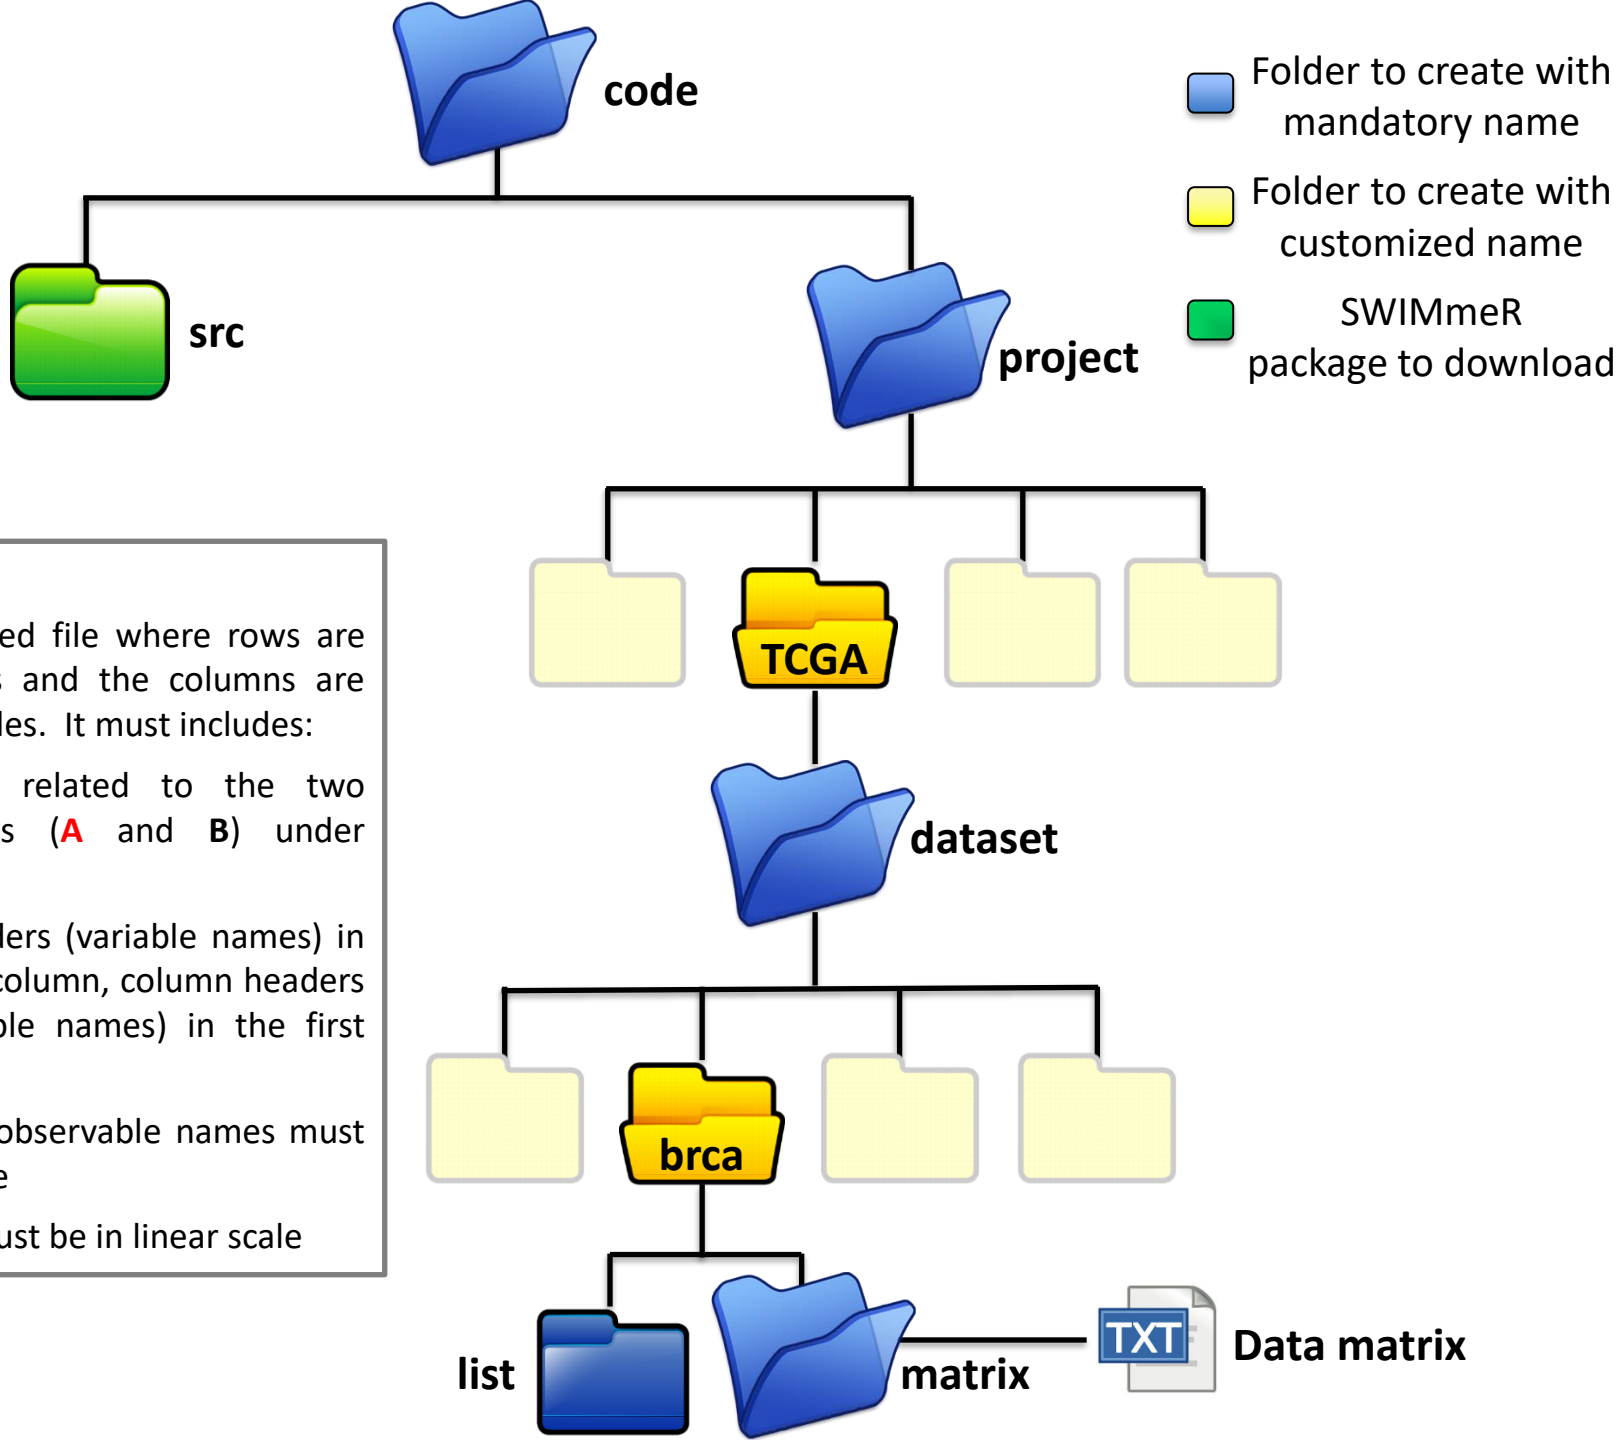 code
Folder to create with
mandatory name
Folder to create with
customized name
SWIMmeR
package to download
src
project
ed file where rows are
and the columns are
les. It must includes:
related to the two
s (A and B) under
ders (variable names) in
column, column headers
ble names) in the first
observable names must
e
ust be in linear scale
TCGA
dataset
brca
list
matrix
TXT
Data matrix